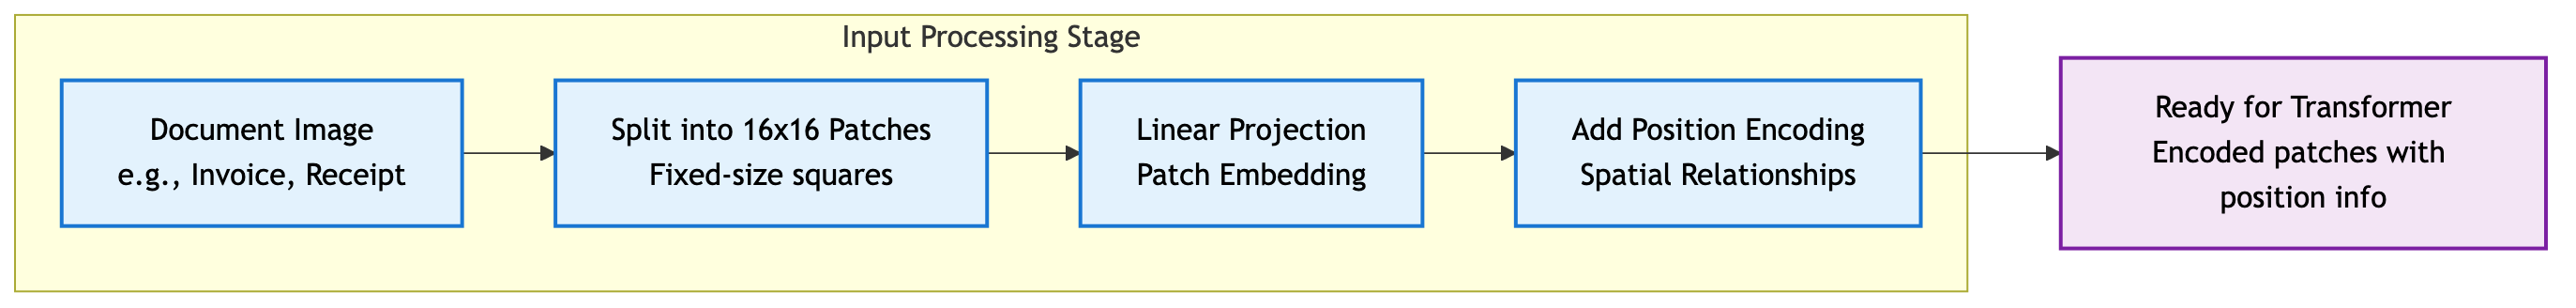 Input Processing Stage
Document Image
e.g., Invoice, Receipt
Split into 16x16 Patches
Fixed-size squares
Linear Projection
Patch Embedding
Add Position Encoding
Spatial Relationships
Ready for Transformer
Encoded patches with
position info